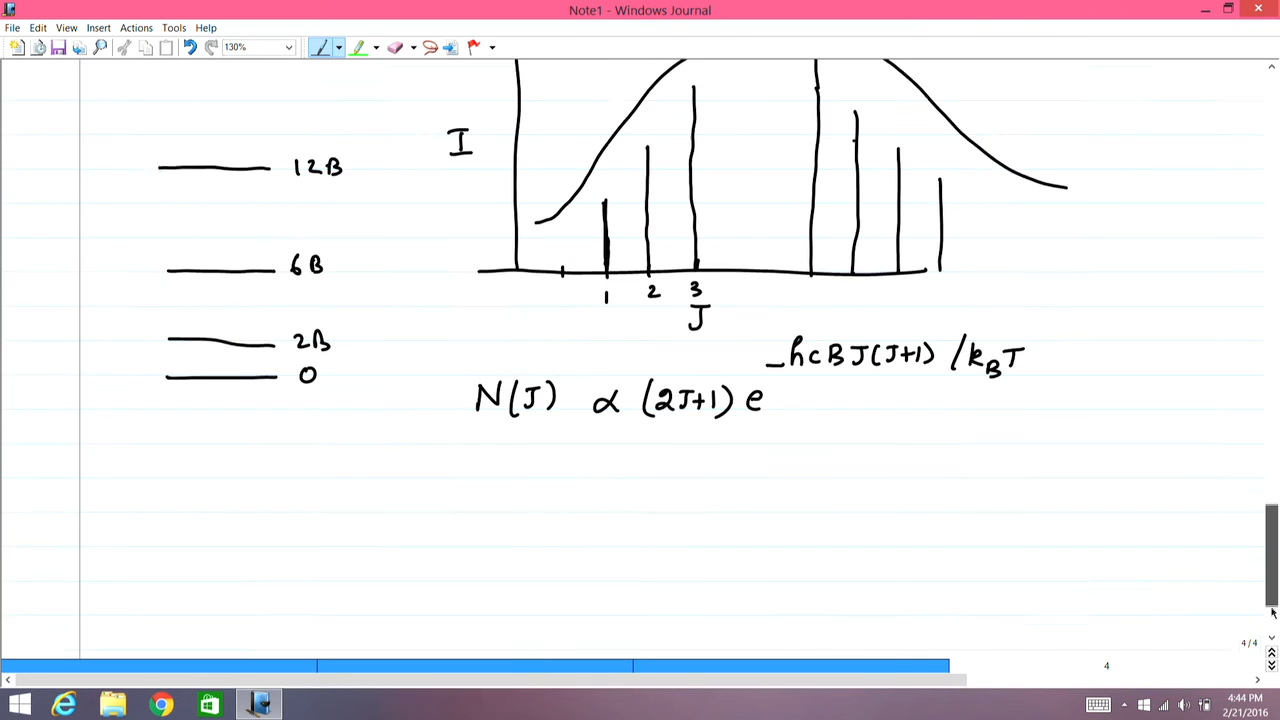 Note1 - Windows Journal
File Edit View Insert Actions Tools Help
130%
I
12B
6B
1 2 3
J
2B
0
N(J) ∝ (2J+1) e^{-hcBJ(J+1)/k_BT}
4/4
4
4:44 PM
2/21/2016